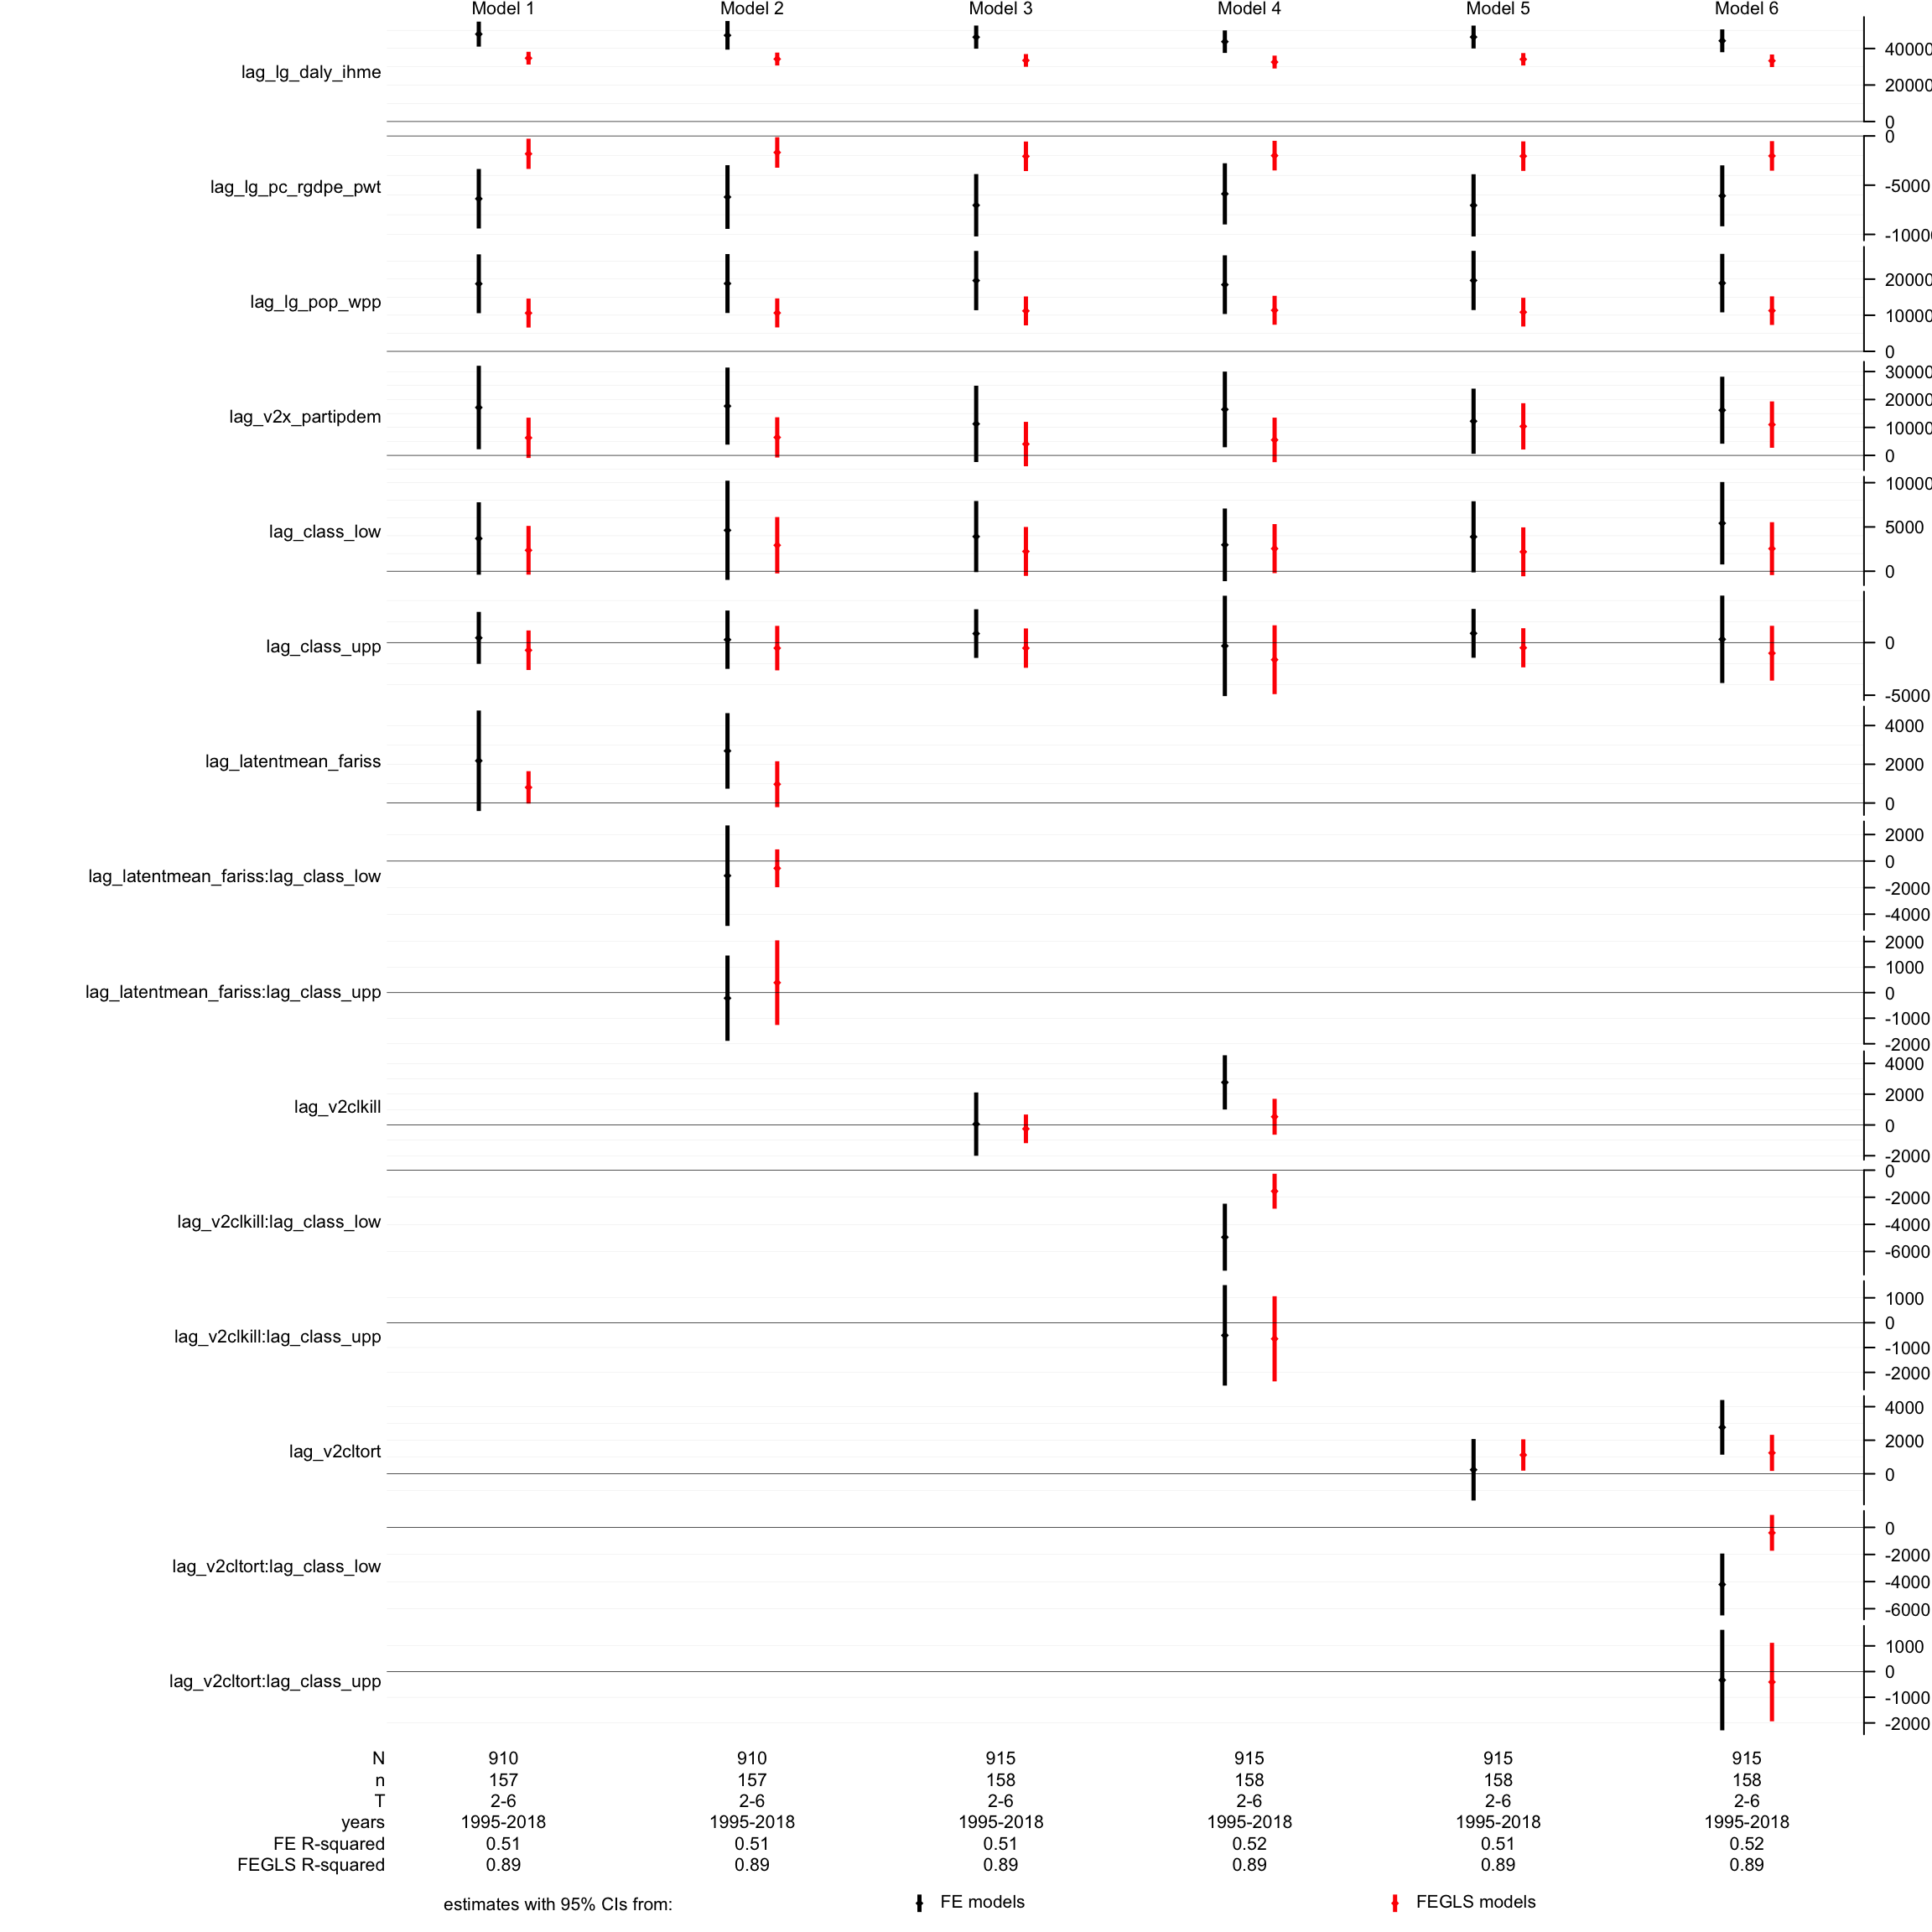 Model 1 Model 2 Model 3 Model 4 Model 5 Model 6
lag_lg_daly_ihme
40000
20000
0
lag_lg_pc_rgdpe_pwt
0
-5000
-10000
lag_lg_pop_wpp
20000
10000
0
lag_v2x_partipdem
30000
20000
10000
0
lag_class_low
10000
5000
0
lag_class_upp
0
-5000
lag_latentmean_fariss
4000
2000
0
lag_latentmean_fariss:lag_class_low
2000
0
-2000
-4000
lag_latentmean_fariss:lag_class_upp
2000
1000
0
-1000
-2000
lag_v2clkill
4000
2000
0
-2000
lag_v2clkill:lag_class_low
0
-2000
-4000
-6000
lag_v2clkill:lag_class_upp
1000
0
-1000
-2000
lag_v2cltort
4000
2000
0
lag_v2cltort:lag_class_low
0
-2000
-4000
-6000
lag_v2cltort:lag_class_upp
1000
0
-1000
-2000
N 910 910 915 915 915 915
n 157 157 158 158 158 158
T 2-6 2-6 2-6 2-6 2-6 2-6
years 1995-2018 1995-2018 1995-2018 1995-2018 1995-2018 1995-2018
FE R-squared 0.51 0.51 0.51 0.52 0.51 0.52
FEGLS R-squared 0.89 0.89 0.89 0.89 0.89 0.89
estimates with 95% CIs from: FE models FEGLS models